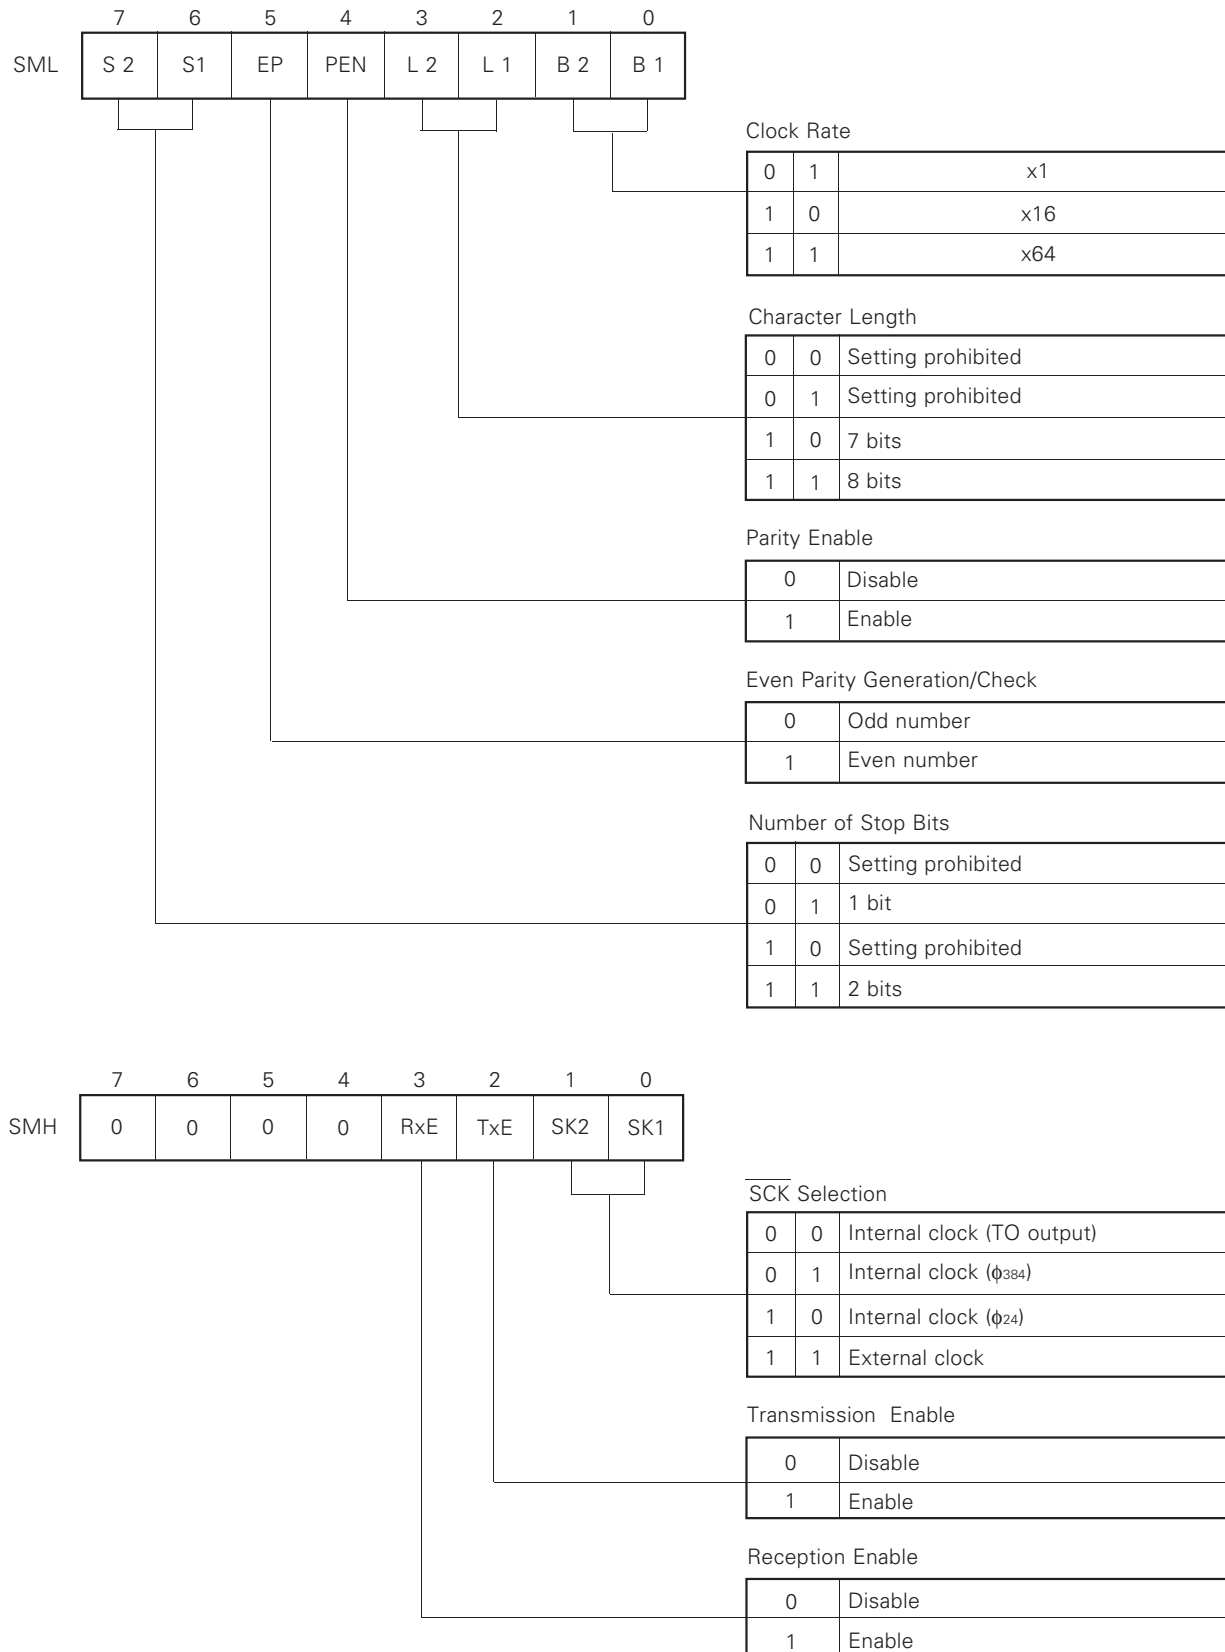 7 6 5 4 3 2 1 0
SML S 2 S1 EP PEN L 2 L 1 B 2 B 1
Clock Rate
0 1 x1
1 0 x16
1 1 x64
Character Length
0 0 Setting prohibited
0 1 Setting prohibited
1 0 7 bits
1 1 8 bits
Parity Enable
0 Disable
1 Enable
Even Parity Generation/Check
0 Odd number
1 Even number
Number of Stop Bits
0 0 Setting prohibited
0 1 1 bit
1 0 Setting prohibited
1 1 2 bits
7 6 5 4 3 2 1 0
SMH 0 0 0 0 RxE TxE SK2 SK1
S̅C̅K̅ Selection
0 0 Internal clock (TO output)
0 1 Internal clock (ϕ384)
1 0 Internal clock (ϕ24)
1 1 External clock
Transmission Enable
0 Disable
1 Enable
Reception Enable
0 Disable
1 Enable